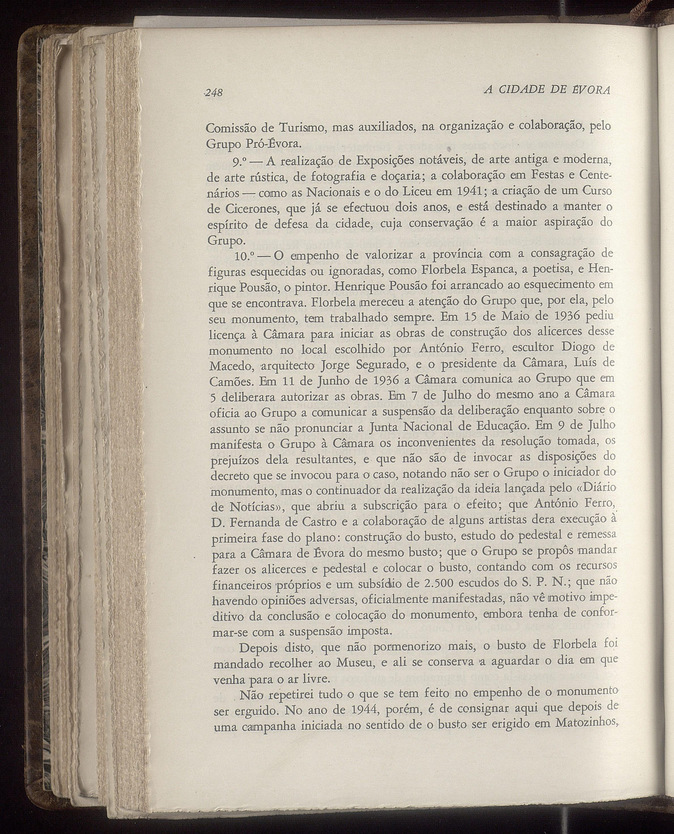 248
A CIDADE DE ÉVORA
Comissão de Turismo, mas auxiliados, na organização e colaboração, pelo
Grupo Pró-Évora.
9.º — A realização de Exposições notáveis, de arte antiga e moderna,
de arte rústica, de fotografia e doçaria; a colaboração em Festas e Cente-
nários — como as Nacionais e o do Liceu em 1941; a criação de um Curso
de Cicerones, que já se efectuou dois anos, e está destinado a manter o
espírito de defesa da cidade, cuja conservação é a maior aspiração do
Grupo.
10.º — O empenho de valorizar a província com a consagração de
figuras esquecidas ou ignoradas, como Florbela Espanca, a poetisa, e Hen-
rique Pousão, o pintor. Henrique Pousão foi arrancado ao esquecimento em
que se encontrava. Florbela mereceu a atenção do Grupo que, por ela, pelo
seu monumento, tem trabalhado sempre. Em 15 de Maio de 1936 pediu
licença à Câmara para iniciar as obras de construção dos alicerces desse
monumento no local escolhido por António Ferro, escultor Diogo de
Macedo, arquitecto Jorge Segurado, e o presidente da Câmara, Luís de
Camões. Em 11 de Junho de 1936 a Câmara comunica ao Grupo que em
5 deliberara autorizar as obras. Em 7 de Julho do mesmo ano a Câmara
oficia ao Grupo a comunicar a suspensão da deliberação enquanto sobre o
assunto se não pronunciar a Junta Nacional de Educação. Em 9 de Julho
manifesta o Grupo à Câmara os inconvenientes da resolução tomada, os
prejuízos dela resultantes, e que não são de invocar as disposições do
decreto que se invocou para o caso, notando não ser o Grupo o iniciador do
monumento, mas o continuador da realização da ideia lançada pelo «Diário
de Notícias», que abriu a subscrição para o efeito; que António Ferro,
D. Fernanda de Castro e a colaboração de alguns artistas dera execução à
primeira fase do plano: construção do busto, estudo do pedestal e remessa
para a Câmara de Évora do mesmo busto; que o Grupo se propôs mandar
fazer os alicerces e pedestal e colocar o busto, contando com os recursos
financeiros próprios e um subsídio de 2.500 escudos do S. P. N.; que não
havendo opiniões adversas, oficialmente manifestadas, não vê motivo impe-
ditivo da conclusão e colocação do monumento, embora tenha de confor-
mar-se com a suspensão imposta.
Depois disto, que não pormenorizo mais, o busto de Florbela foi
mandado recolher ao Museu, e ali se conserva a aguardar o dia em que
venha para o ar livre.
Não repetirei tudo o que se tem feito no empenho de o monumento
ser erguido. No ano de 1944, porém, é de consignar aqui que depois de
uma campanha iniciada no sentido de o busto ser erigido em Matozinhos,